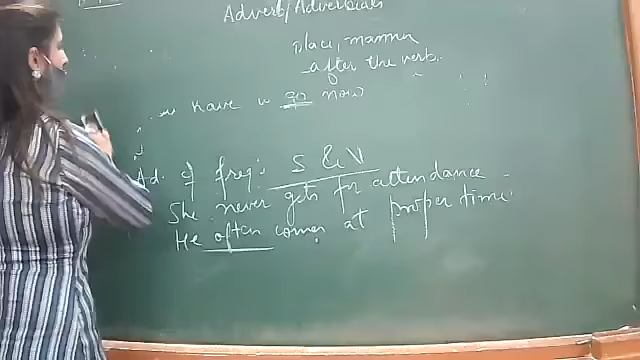 Adverb/Adverbials
Place, manner
after the verb.
have to go now
Ad. of freq: S & V
She never gets for attendance
He often comes at proper time.